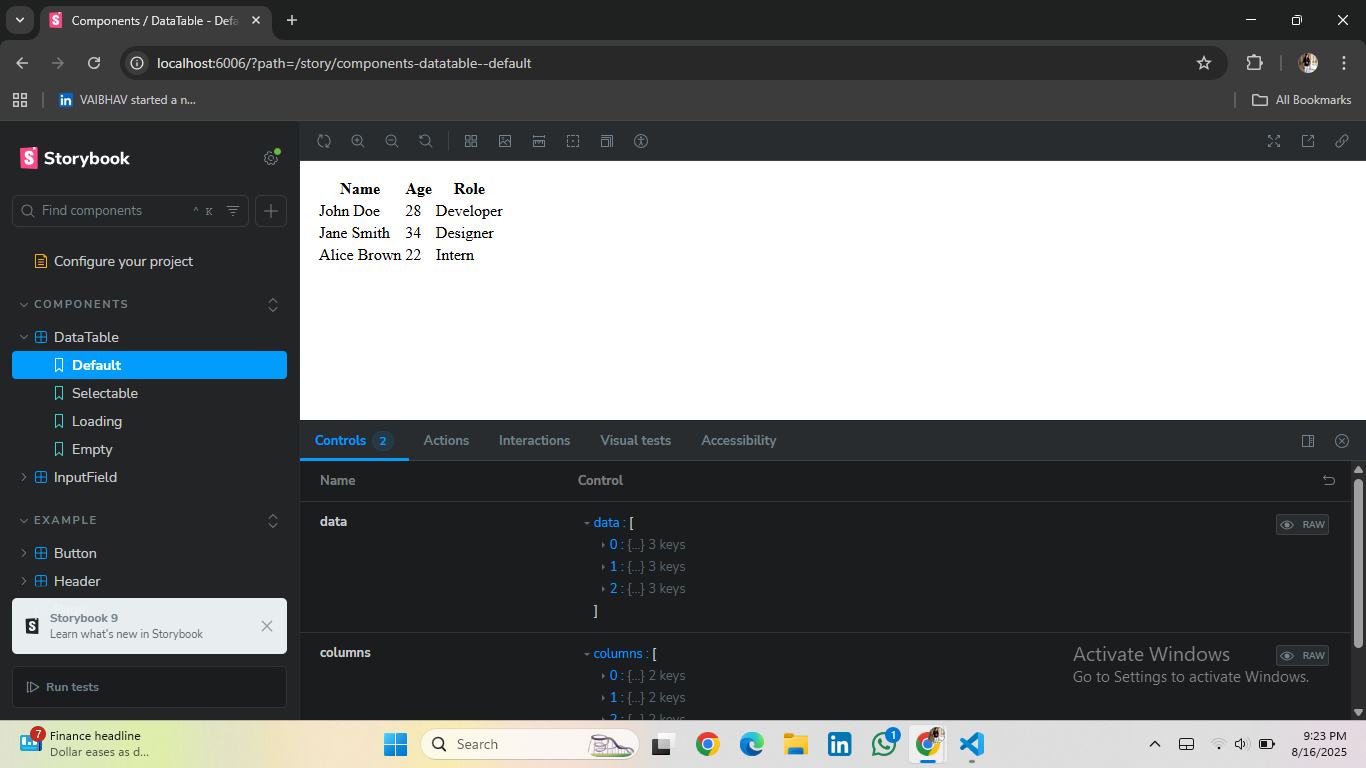 Components / DataTable - Defa
localhost:6006/?path=/story/components-datatable--default
VAIBHAV started a n...
All Bookmarks
Storybook
Find components
^ K
Configure your project
COMPONENTS
DataTable
Default
Selectable
Loading
Empty
InputField
EXAMPLE
Button
Header
Storybook 9
Learn what's new in Storybook
Run tests
Name Age Role
John Doe 28 Developer
Jane Smith 34 Designer
Alice Brown 22 Intern
Controls 2 Actions Interactions Visual tests Accessibility
Name Control
data
data : [
RAW
0 : {...} 3 keys
1 : {...} 3 keys
2 : {...} 3 keys
]
columns
columns : [
RAW
0 : {...} 2 keys
1 : {...} 2 keys
2 : {...} 2 keys
Activate Windows
Go to Settings to activate Windows.
7
Finance headline
Dollar eases as d...
Search
1
9:23 PM
8/16/2025